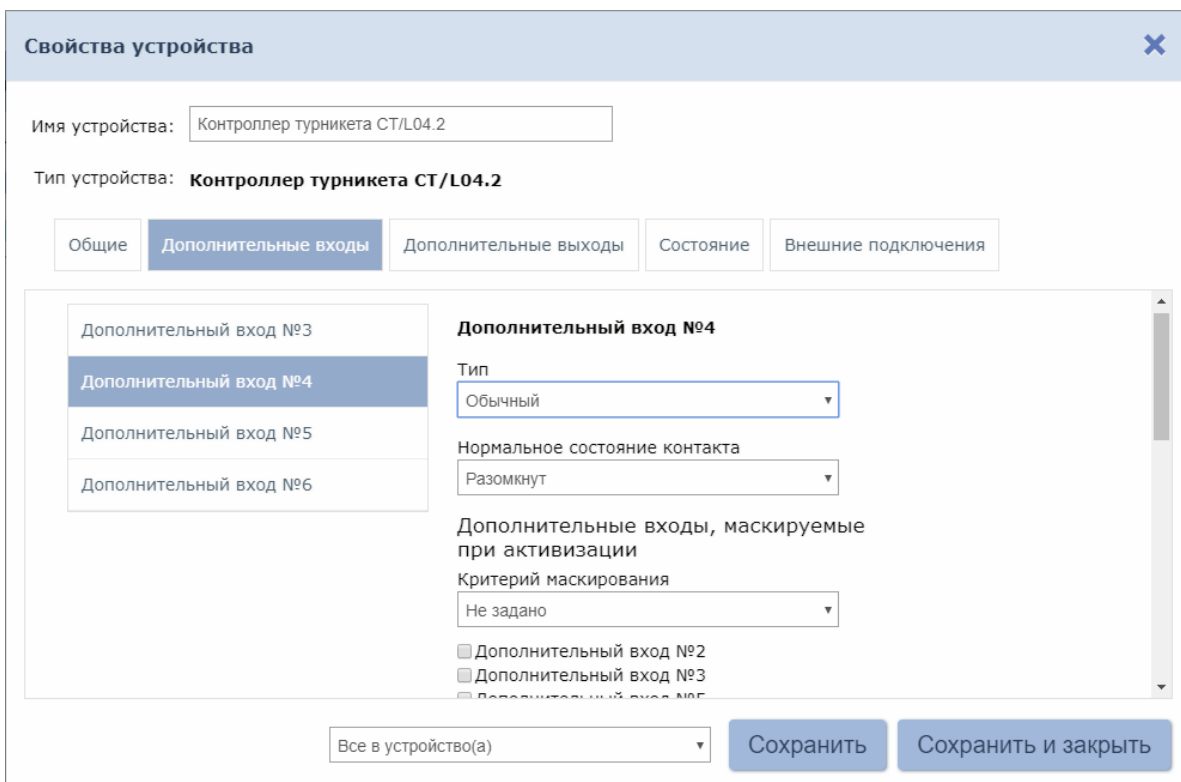 Свойства устройства
Имя устройства: Контроллер турникета CT/L04.2
Тип устройства: Контроллер турникета CT/L04.2
Общие Дополнительные входы Дополнительные выходы Состояние Внешние подключения
Дополнительный вход №3
Дополнительный вход №4
Дополнительный вход №5
Дополнительный вход №6
Дополнительный вход №4
Тип
Обычный
Нормальное состояние контакта
Разомкнут
Дополнительные входы, маскируемые
при активизации
Критерий маскирования
Не задано
Дополнительный вход №2
Дополнительный вход №3
Дополнительный вход №5
Все в устройство(а) Сохранить Сохранить и закрыть